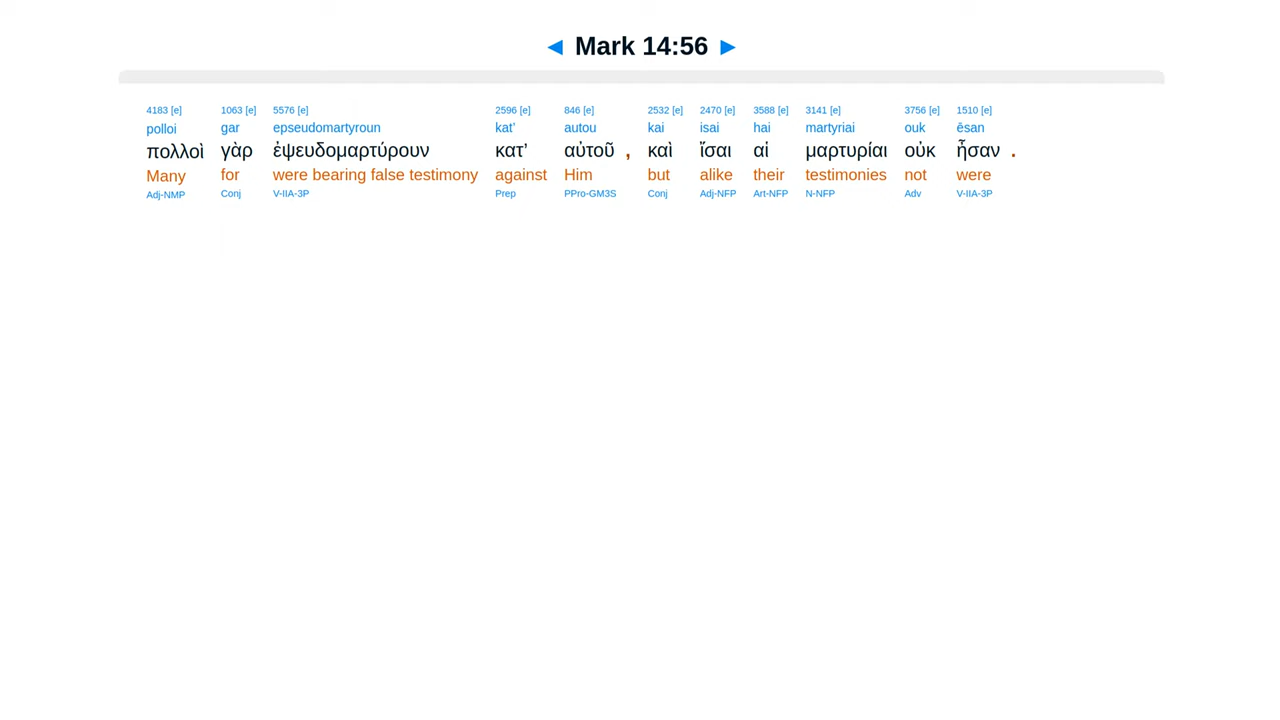 ◄ Mark 14:56 ►
4183 [e] 1063 [e] 5576 [e] 2596 [e] 846 [e] 2532 [e] 2470 [e] 3588 [e] 3141 [e] 3756 [e] 1510 [e]
polloi gar epseudomartyroun kat’ autou kai isai hai martyriai ouk ēsan
πολλοὶ γὰρ ἐψευδομαρτύρουν κατ’ αὐτοῦ , καὶ ἴσαι αἱ μαρτυρίαι οὐκ ἦσαν .
Many for were bearing false testimony against Him but alike their testimonies not were
Adj-NMP Conj V-IIA-3P Prep PPro-GM3S Conj Adj-NFP Art-NFP N-NFP Adv V-IIA-3P